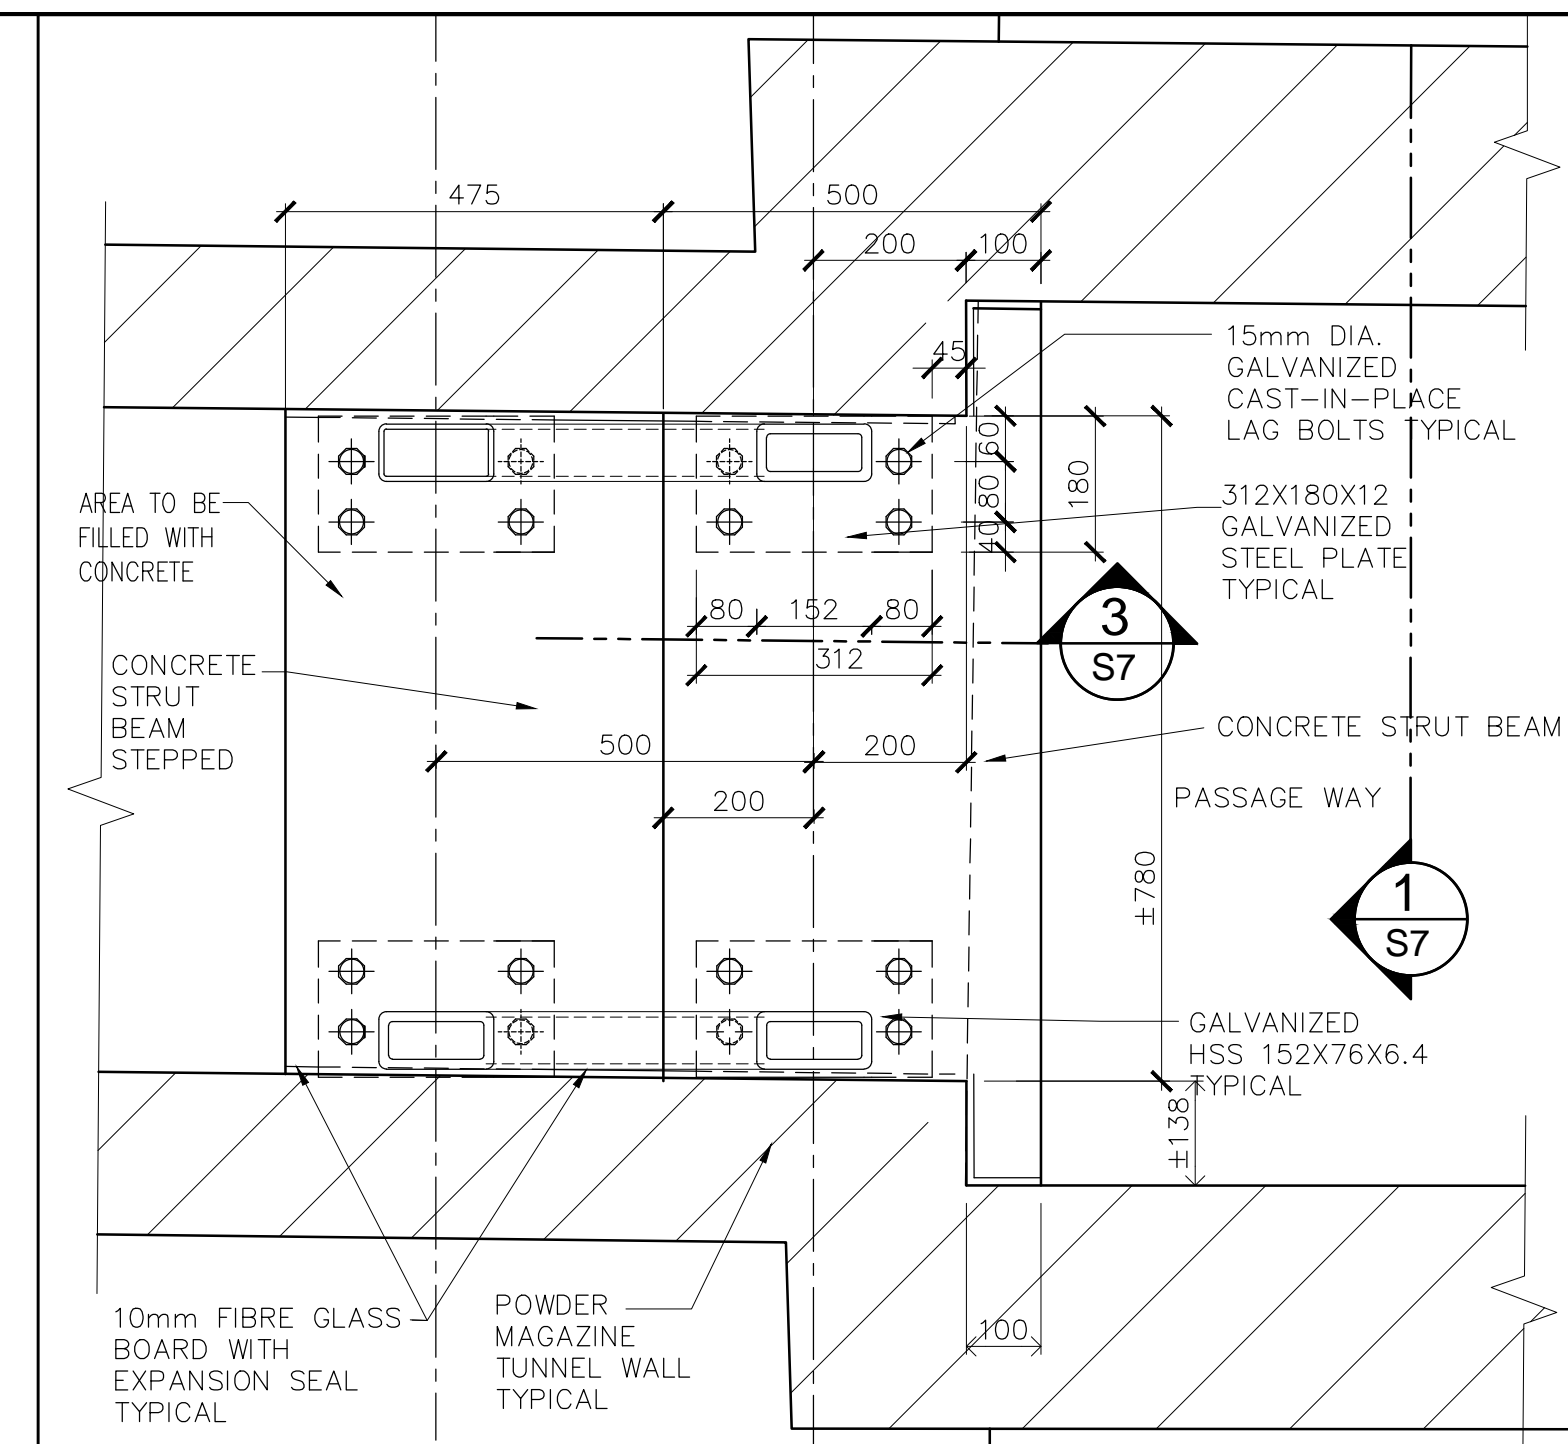 475
500
200
100
45
15mm DIA.
GALVANIZED
CAST-IN-PLACE
LAG BOLTS TYPICAL
60
80
40
180
312X180X12
GALVANIZED
STEEL PLATE
TYPICAL
AREA TO BE
FILLED WITH
CONCRETE
80
152
80
312
3
S7
CONCRETE
STRUT
BEAM
STEPPED
500
200
200
CONCRETE STRUT BEAM
PASSAGE WAY
±780
1
S7
GALVANIZED
HSS 152X76X6.4
TYPICAL
±138
100
10mm FIBRE GLASS
BOARD WITH
EXPANSION SEAL
TYPICAL
POWDER
MAGAZINE
TUNNEL WALL
TYPICAL